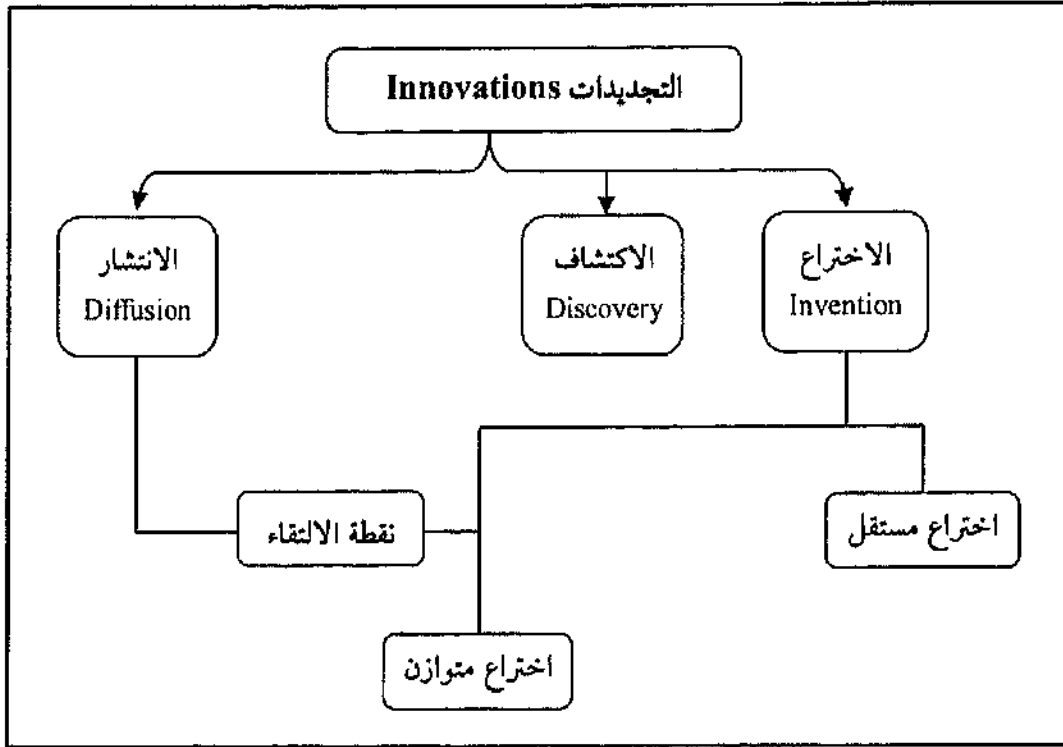 التجديدات Innovations
الاختراع
Invention
الاكتشاف
Discovery
الانتشار
Diffusion
اختراع مستقل
نقطة الالتقاء
اختراع متوازن